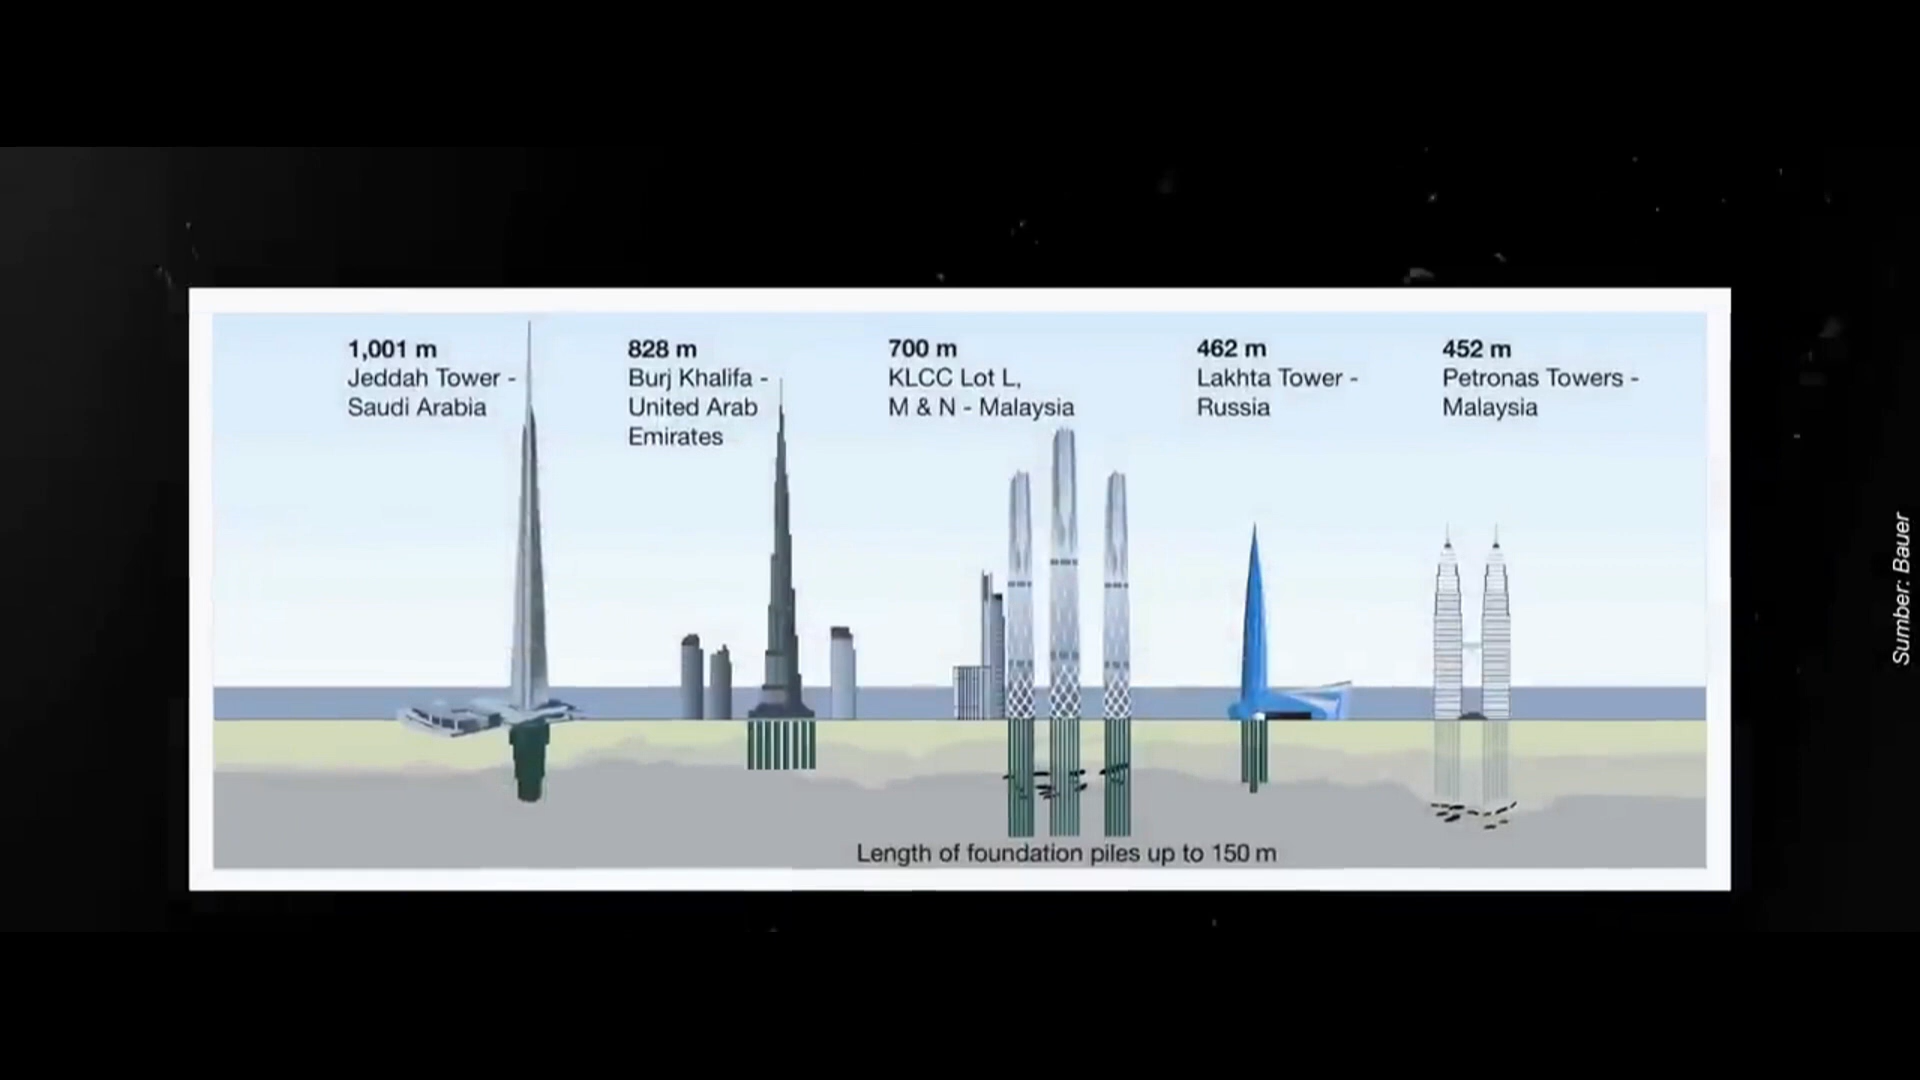 1,001 m
Jeddah Tower -
Saudi Arabia
828 m
Burj Khalifa -
United Arab
Emirates
700 m
KLCC Lot L,
M & N - Malaysia
462 m
Lakhta Tower -
Russia
452 m
Petronas Towers -
Malaysia
Length of foundation piles up to 150 m
Sumber: Bauer